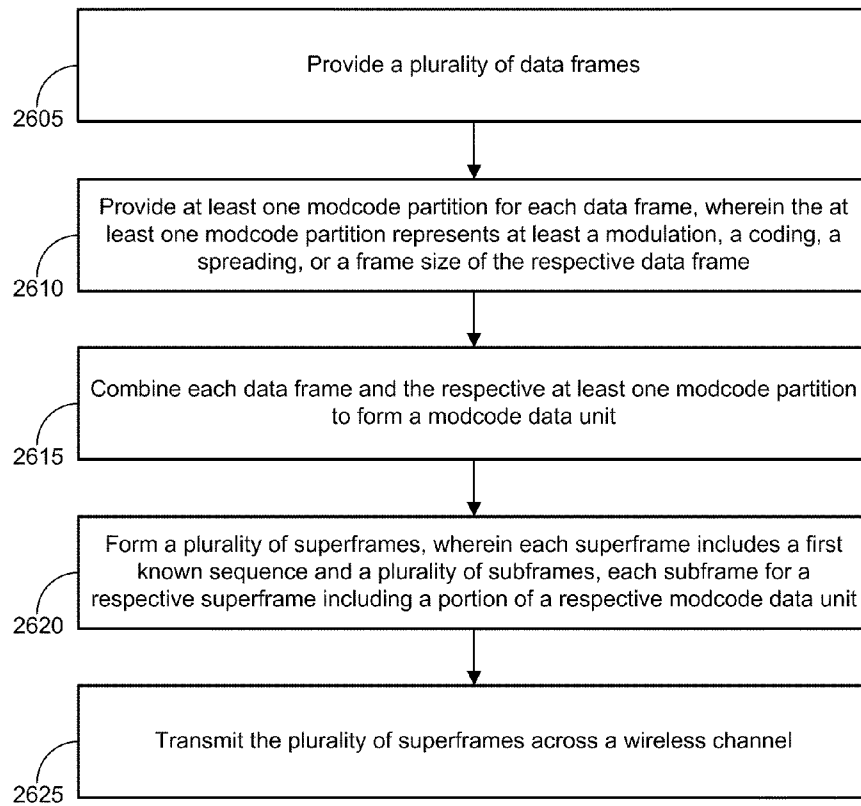 Provide a plurality of data frames
2605
Provide at least one modcode partition for each data frame, wherein the at
least one modcode partition represents at least a modulation, a coding, a
spreading, or a frame size of the respective data frame
2610
Combine each data frame and the respective at least one modcode partition
to form a modcode data unit
2615
Form a plurality of superframes, wherein each superframe includes a first
known sequence and a plurality of subframes, each subframe for a
respective superframe including a portion of a respective modcode data unit
2620
Transmit the plurality of superframes across a wireless channel
2625